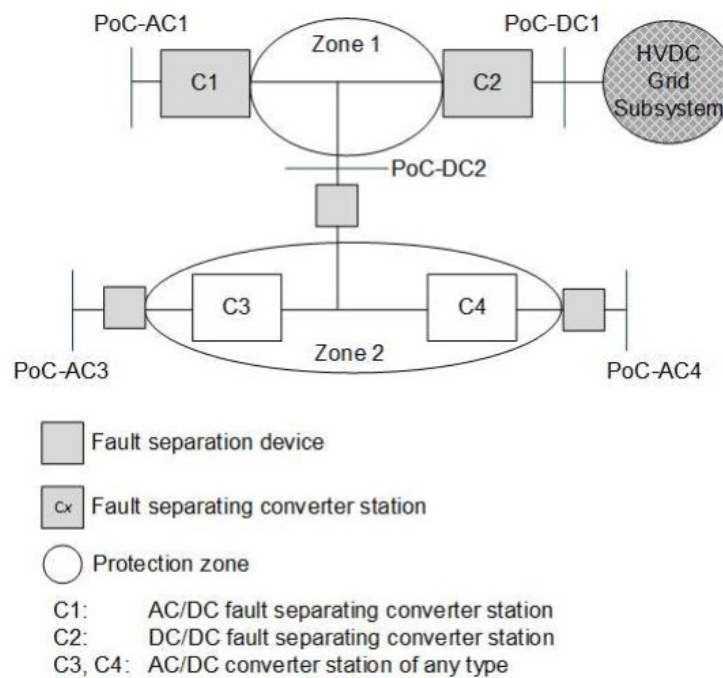 PoC-AC1
Zone 1
PoC-DC1
C1
C2
HVDC
Grid
Subsystem
PoC-DC2
C3
C4
Zone 2
PoC-AC3
PoC-AC4
Fault separation device
Cx Fault separating converter station
Protection zone
C1: AC/DC fault separating converter station
C2: DC/DC fault separating converter station
C3, C4: AC/DC converter station of any type